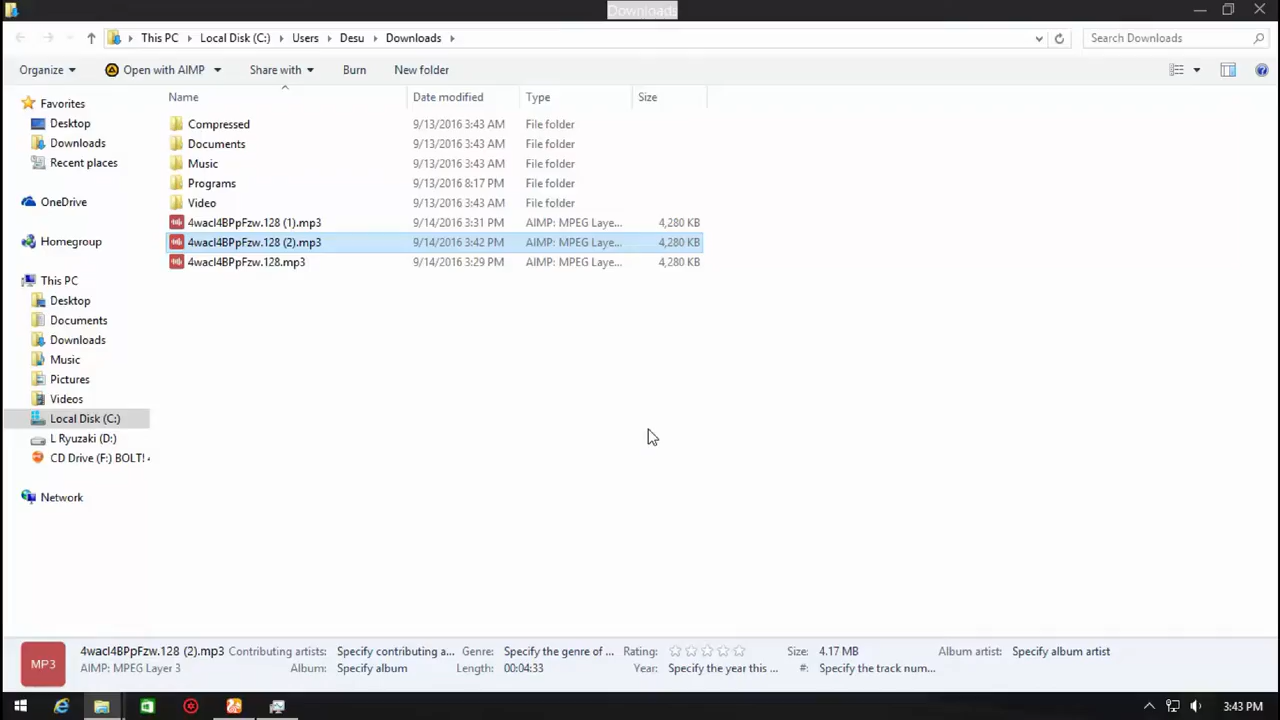 Downloads
This PC Local Disk (C:) Users Desu Downloads Search Downloads
Organize Open with AIMP Share with Burn New folder
Name Date modified Type Size
Favorites
Desktop
Downloads
Recent places
OneDrive
Homegroup
This PC
Desktop
Documents
Downloads
Music
Pictures
Videos
Local Disk (C:)
L Ryuzaki (D:)
CD Drive (F:) BOLT!
Network
Compressed 9/13/2016 3:43 AM File folder
Documents 9/13/2016 3:43 AM File folder
Music 9/13/2016 3:43 AM File folder
Programs 9/13/2016 8:17 PM File folder
Video 9/13/2016 3:43 AM File folder
4wacl4BPpFzw.128 (1).mp3 9/14/2016 3:31 PM AIMP: MPEG Laye... 4,280 KB
4wacl4BPpFzw.128 (2).mp3 9/14/2016 3:42 PM AIMP: MPEG Laye... 4,280 KB
4wacl4BPpFzw.128.mp3 9/14/2016 3:29 PM AIMP: MPEG Laye... 4,280 KB
MP3
4wacl4BPpFzw.128 (2).mp3 Contributing artists: Specify contributing a... Genre: Specify the genre of ... Rating: Size: 4.17 MB Album artist: Specify album artist
AIMP: MPEG Layer 3 Album: Specify album Length: 00:04:33 Year: Specify the year this ... #: Specify the track num...
3:43 PM